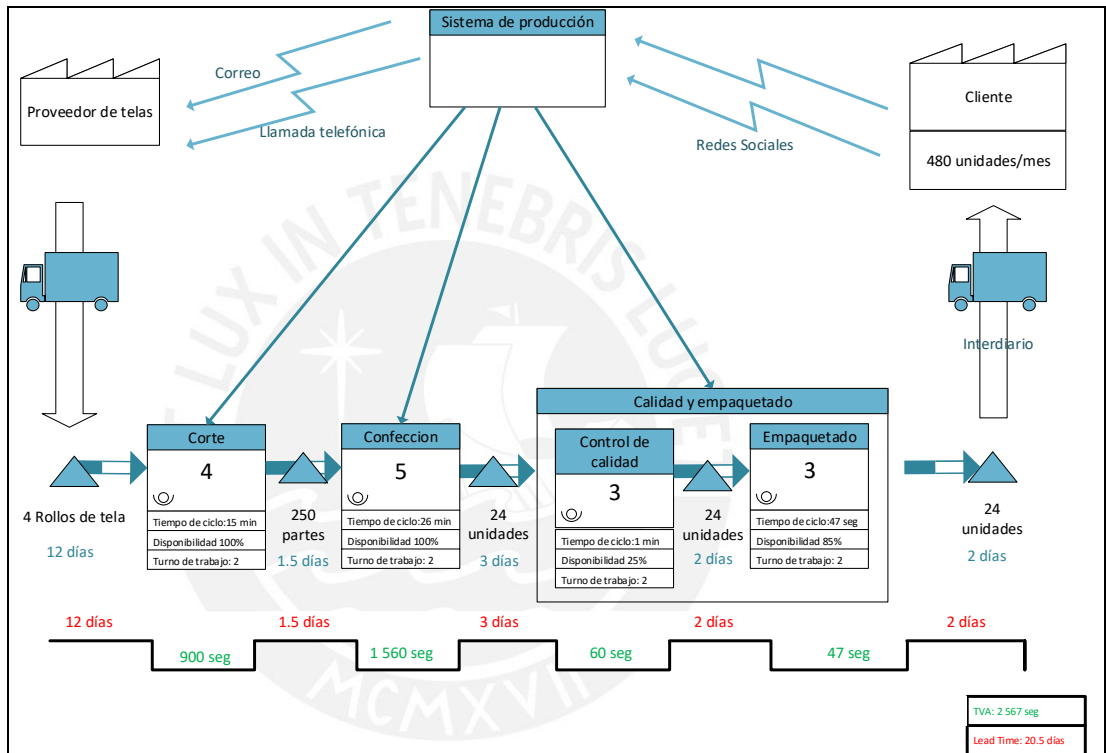 Sistema de producción
Correo
Proveedor de telas
Llamada telefónica
Cliente
480 unidades/mes
Redes Sociales
Interdiario
Calidad y empaquetado
Corte
4
Tiempo de ciclo:15 min
Disponibilidad 100%
Turno de trabajo: 2
Confeccion
5
Tiempo de ciclo:26 min
Disponibilidad 100%
Turno de trabajo: 2
Control de
calidad
3
Tiempo de ciclo:1 min
Disponibilidad 25%
Turno de trabajo: 2
Empaquetado
3
Tiempo de ciclo:47 seg
Disponibilidad 85%
Turno de trabajo: 2
4 Rollos de tela
12 días
250
partes
1.5 días
24
unidades
3 días
24
unidades
2 días
24
unidades
2 días
12 días
1.5 días
3 días
2 días
2 días
900 seg
1 560 seg
60 seg
47 seg
TVA: 2 567 seg
Lead Time: 20.5 días
ET LUX IN TENEBRIS LUCET
MCMXVII